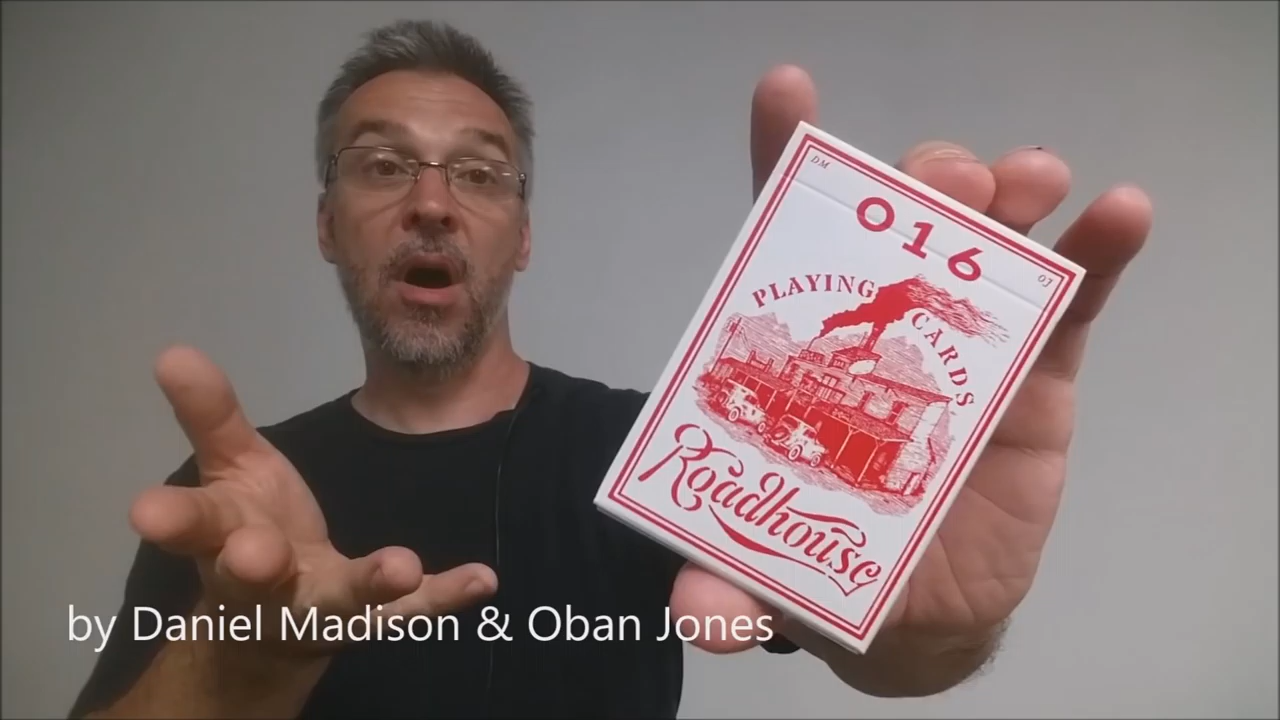 DM
016
OJ
PLAYING CARDS
Roadhouse
by Daniel Madison & Oban Jones